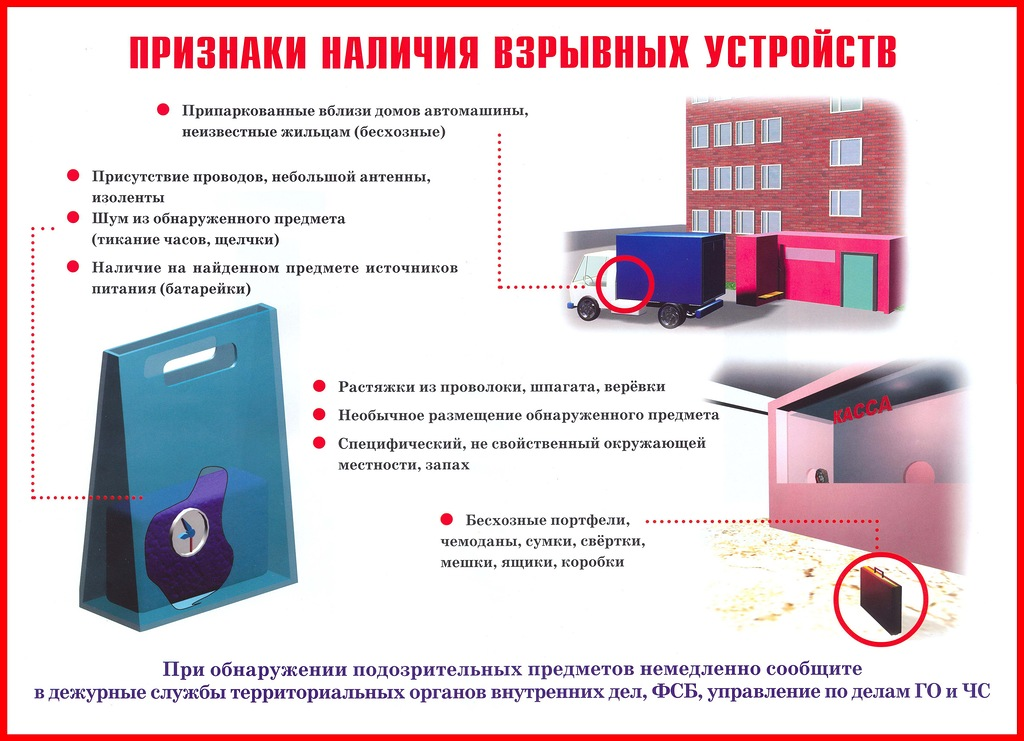 ПРИЗНАКИ НАЛИЧИЯ ВЗРЫВНЫХ УСТРОЙСТВ
Припаркованные вблизи домов автомашины,
неизвестные жильцам (бесхозные)
Присутствие проводов, небольшой антенны,
изоленты
Шум из обнаруженного предмета
(тикание часов, щелчки)
Наличие на найденном предмете источников
питания (батарейки)
Растяжки из проволоки, шпагата, верёвки
Необычное размещение обнаруженного предмета
Специфический, не свойственный окружающей
местности, запах
КАССА
Бесхозные портфели,
чемоданы, сумки, свёртки,
мешки, ящики, коробки
При обнаружении подозрительных предметов немедленно сообщите
в дежурные службы территориальных органов внутренних дел, ФСБ, управление по делам ГО и ЧС